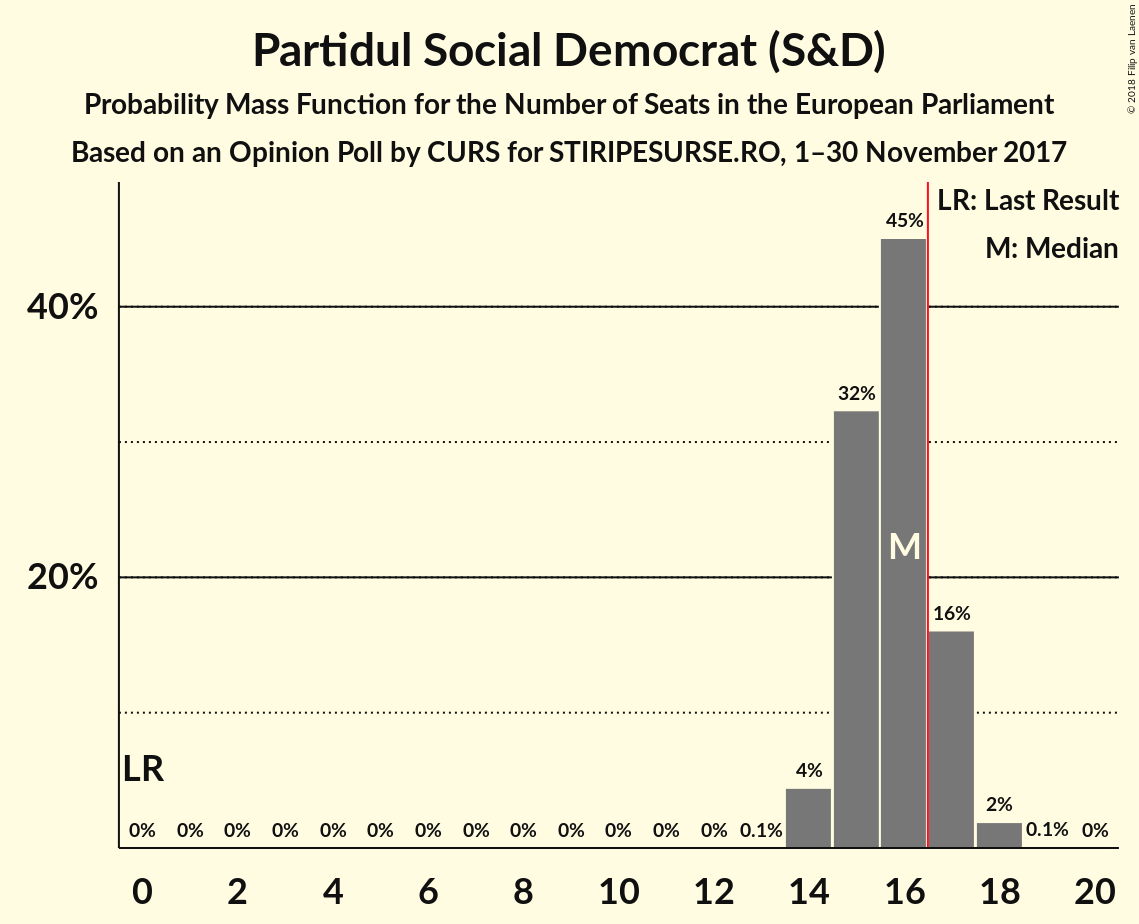 Partidul Social Democrat (S&D)
Probability Mass Function for the Number of Seats in the European Parliament
Based on an Opinion Poll by CURS for STIRIPESURSE.RO, 1–30 November 2017
© 2018 Filip van Laenen
LR: Last Result
M: Median
45%
40%
32%
M
20%
16%
LR
4%
2%
0% 0% 0% 0% 0% 0% 0% 0% 0% 0% 0% 0% 0% 0.1% 0.1% 0%
0 2 4 6 8 10 12 14 16 18 20